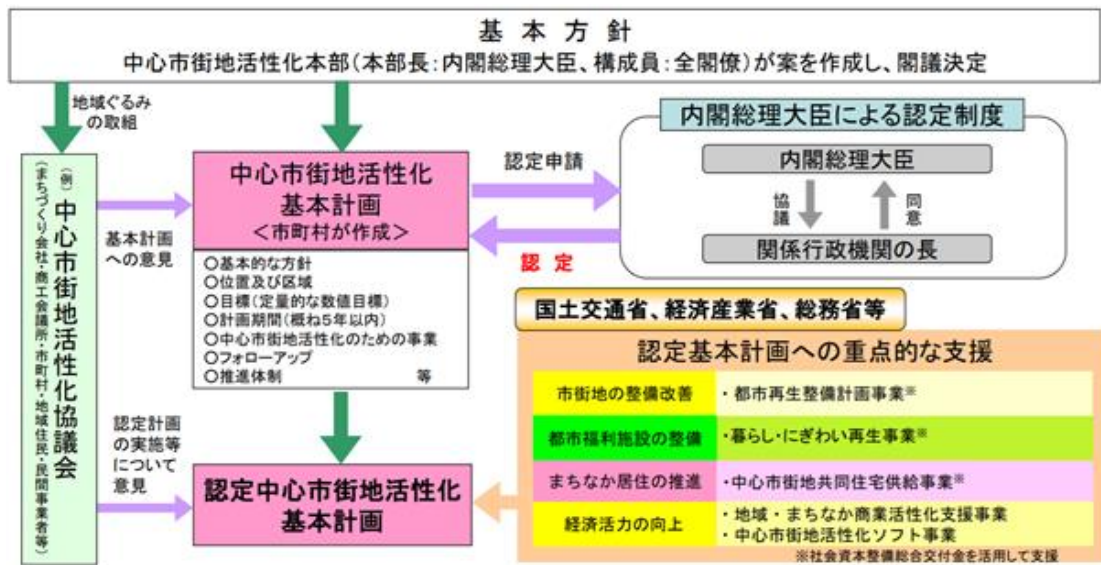 基本方針
中心市街地活性化本部(本部長:内閣総理大臣、構成員:全閣僚)が案を作成し、閣議決定
地域ぐるみ
の取組
中心市街地活性化協議会
(例)
(まちづくり会社・商工会議所・市町村・地域住民・民間事業者等)
基本計画
への意見
認定計画
の実施等
について
意見
中心市街地活性化
基本計画
<市町村が作成>
○基本的な方針
○位置及び区域
○目標(定量的な数値目標)
○計画期間(概ね5年以内)
○中心市街地活性化のための事業
○フォローアップ
○推進体制 等
認定中心市街地活性化
基本計画
認定申請
認 定
内閣総理大臣による認定制度
内閣総理大臣
協議
同意
関係行政機関の長
国土交通省、経済産業省、総務省等
認定基本計画への重点的な支援
市街地の整備改善 ・都市再生整備計画事業※
都市福利施設の整備 ・暮らし・にぎわい再生事業※
まちなか居住の推進 ・中心市街地共同住宅供給事業※
経済活力の向上 ・地域・まちなか商業活性化支援事業
・中心市街地活性化ソフト事業
※社会資本整備総合交付金を活用して支援